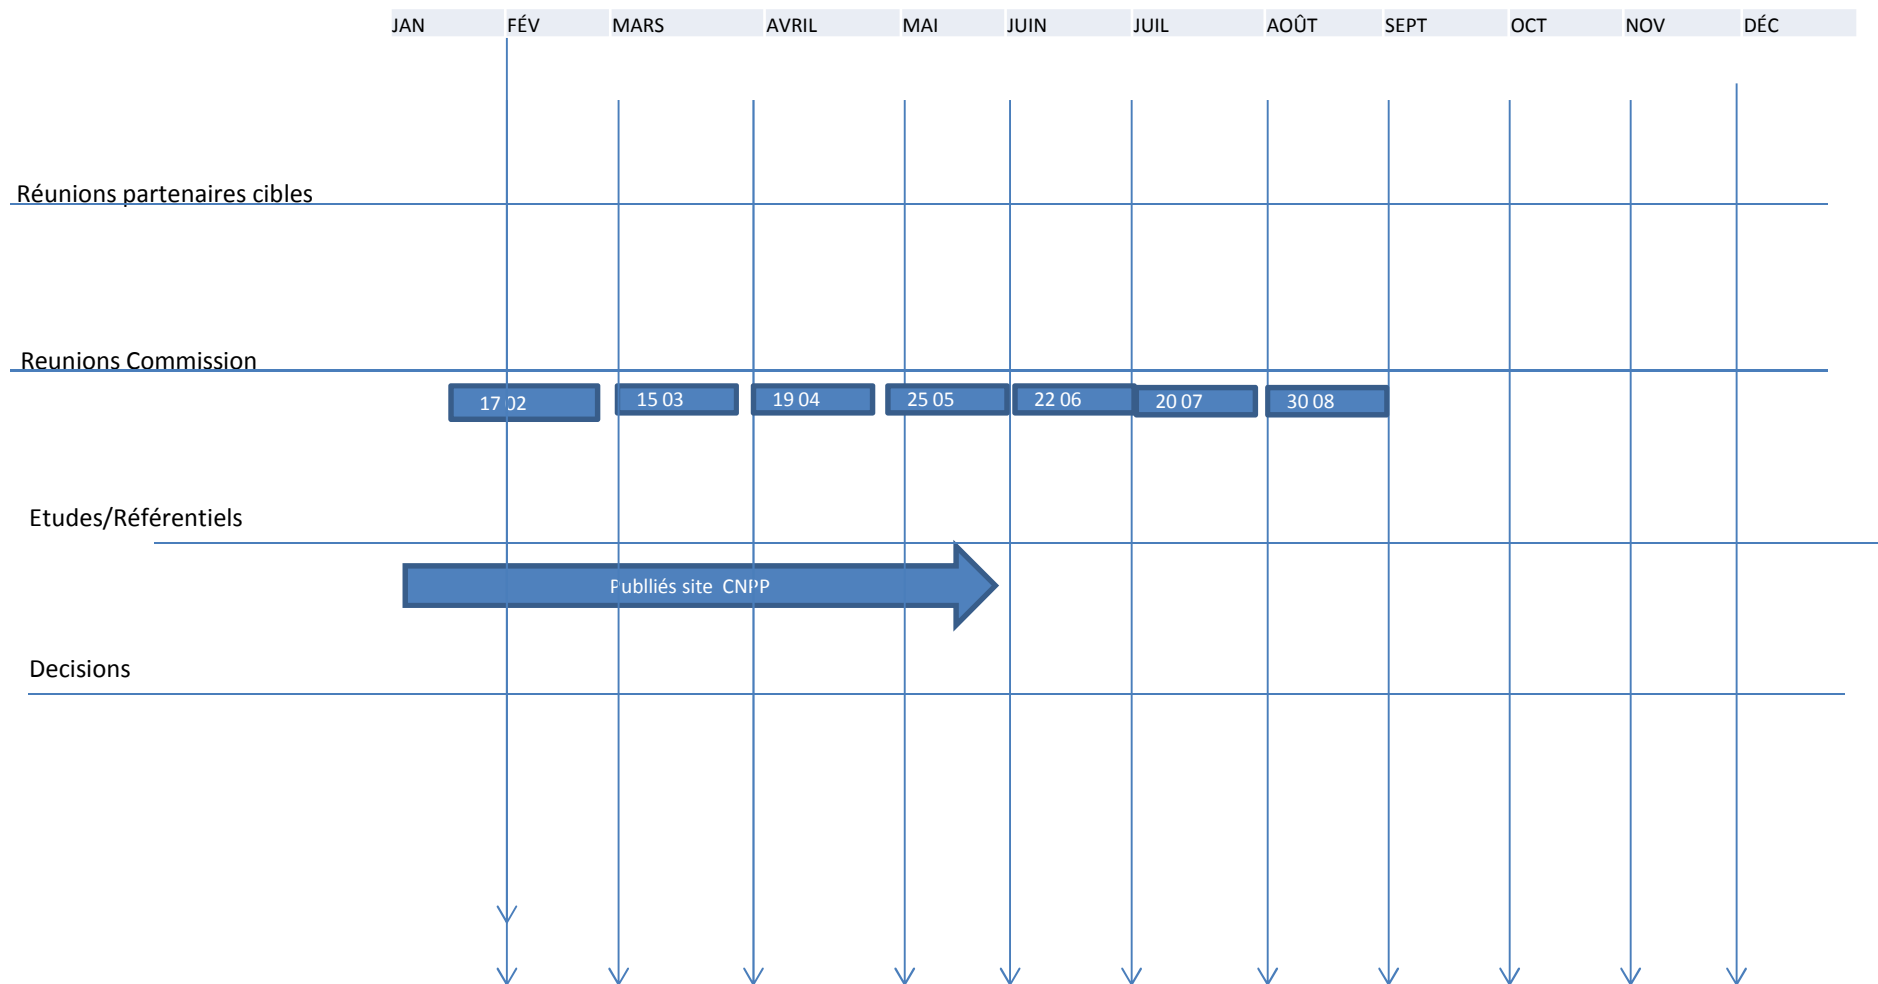 JAN FÉV MARS AVRIL MAI JUIN JUIL AOÛT SEPT OCT NOV DÉC
Réunions partenaires cibles
Reunions Commission
17 02 15 03 19 04 25 05 22 06 20 07 30 08
Etudes/Référentiels
Publliés site CNPP
Decisions